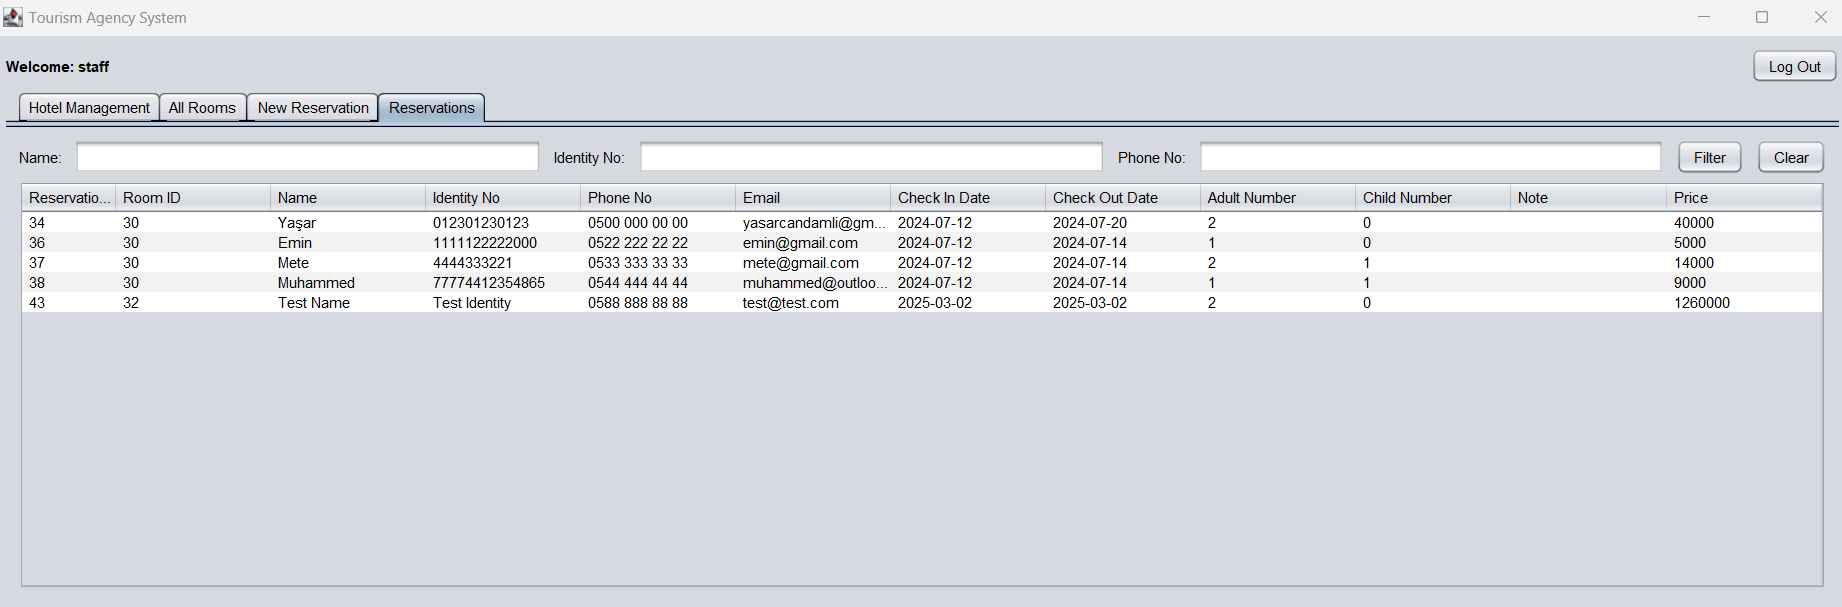 Tourism Agency System
Welcome: staff
Log Out
Hotel Management All Rooms New Reservation Reservations
Name: Identity No: Phone No: Filter Clear
Reservatio... Room ID Name Identity No Phone No Email Check In Date Check Out Date Adult Number Child Number Note Price
34 30 Yaşar 012301230123 0500 000 00 00 yasarcandamli@gm... 2024-07-12 2024-07-20 2 0 40000
36 30 Emin 1111122222000 0522 222 22 22 emin@gmail.com 2024-07-12 2024-07-14 1 0 5000
37 30 Mete 4444333221 0533 333 33 33 mete@gmail.com 2024-07-12 2024-07-14 2 1 14000
38 30 Muhammed 77774412354865 0544 444 44 44 muhammed@outloo... 2024-07-12 2024-07-14 1 1 9000
43 32 Test Name Test Identity 0588 888 88 88 test@test.com 2025-03-02 2025-03-02 2 0 1260000